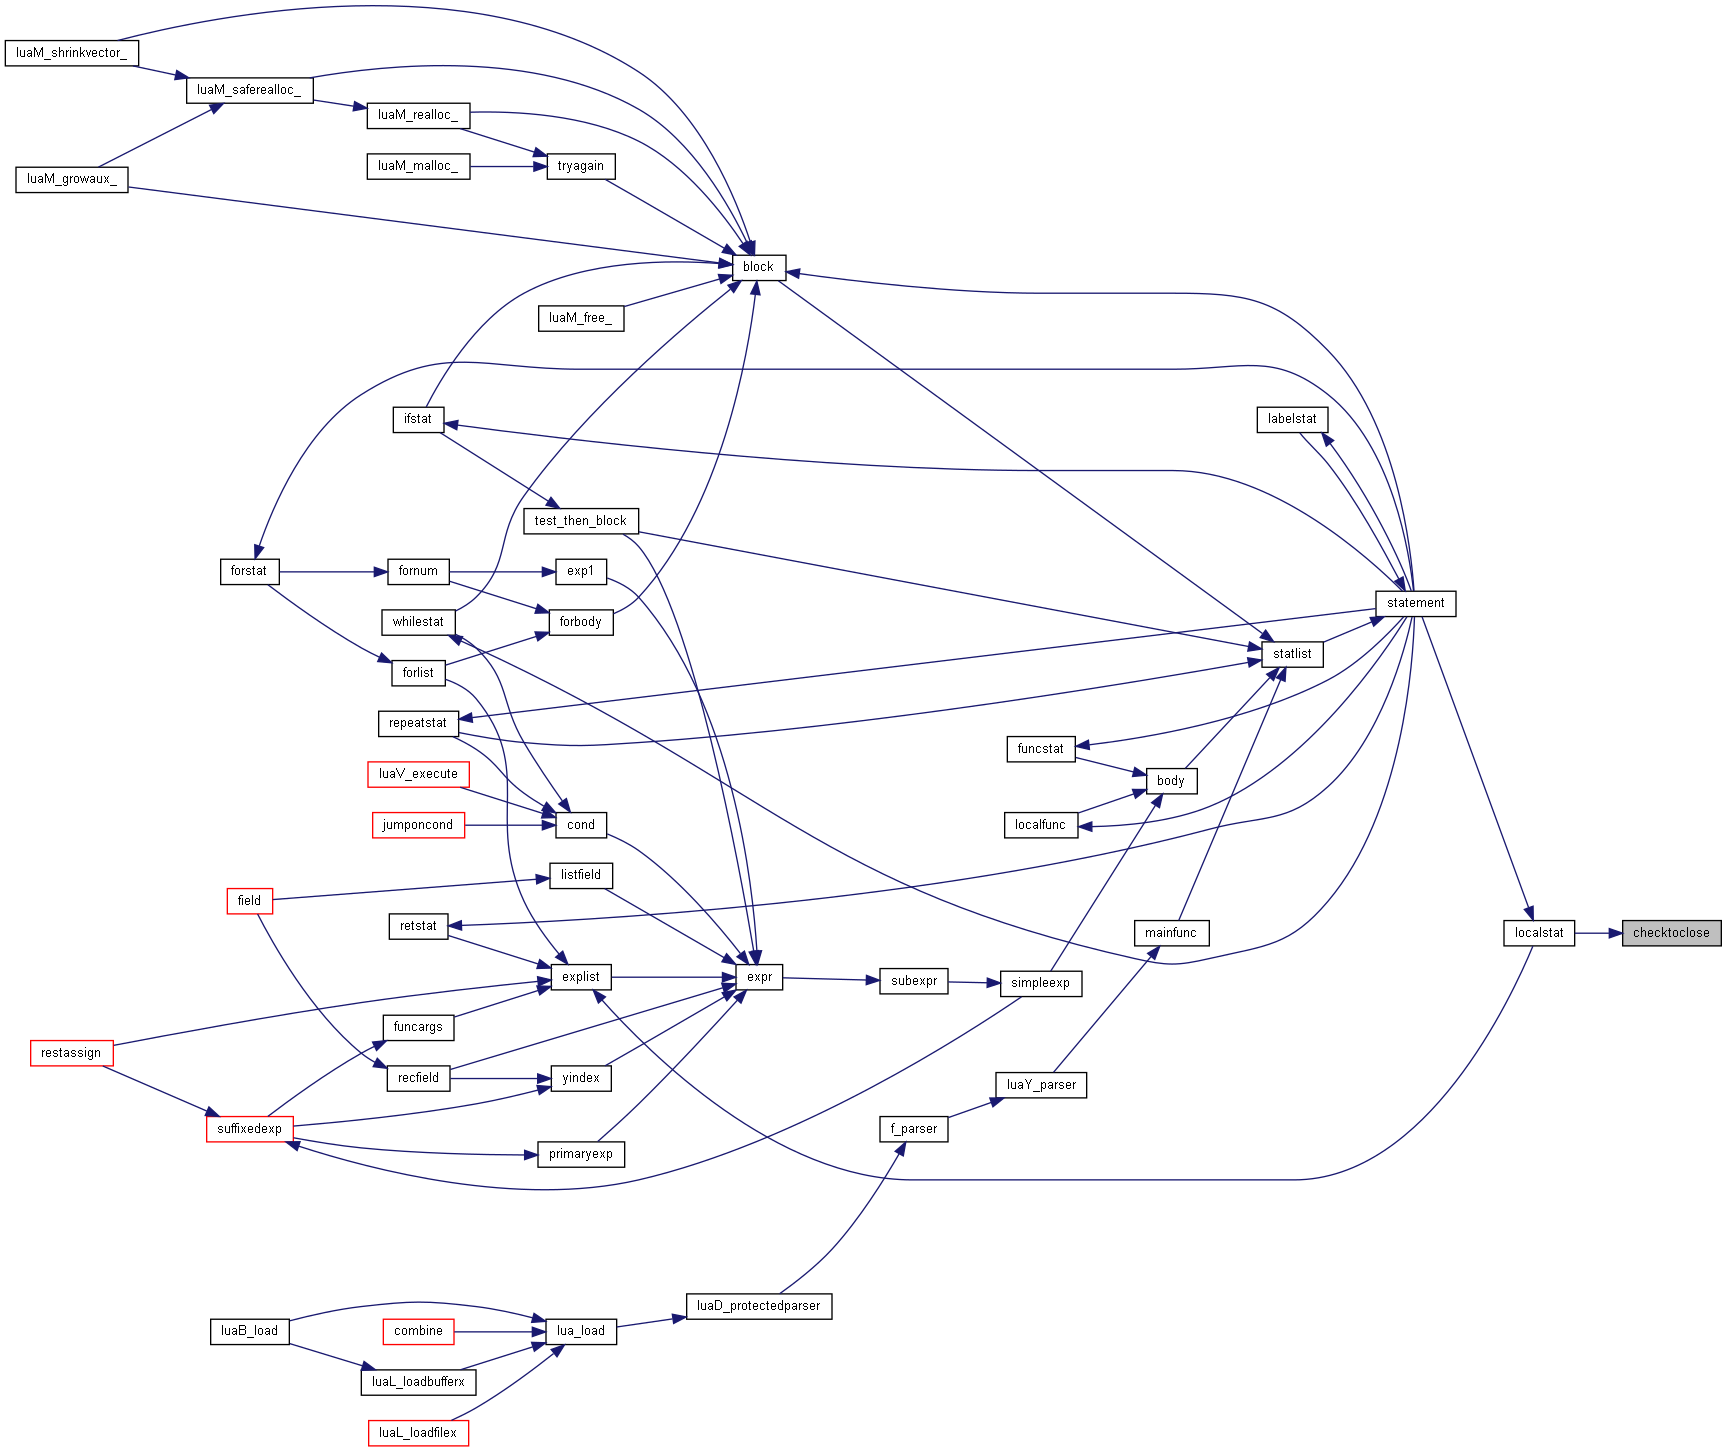 luaM_shrinkvector_
luaM_saferealloc_
luaM_realloc_
luaM_malloc_
tryagain
luaM_growaux_
block
luaM_free_
ifstat
labelstat
test_then_block
forstat
fornum
exp1
statement
whilestat
forbody
statlist
forlist
repeatstat
funcstat
luaV_execute
body
jumponcond
cond
localfunc
listfield
field
retstat
mainfunc
localstat
checktoclose
explist
expr
subexpr
simpleexp
funcargs
restassign
recfield
yindex
luaY_parser
suffixedexp
f_parser
primaryexp
luaD_protectedparser
luaB_load
combine
lua_load
luaL_loadbufferx
luaL_loadfilex